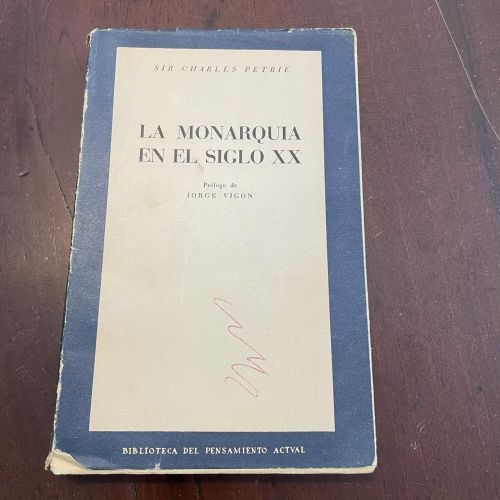 SIR CHARLES PETRIE
LA MONARQUIA
EN EL SIGLO XX
Prólogo de
JORGE VIGON
BIBLIOTECA DEL PENSAMIENTO ACTVAL